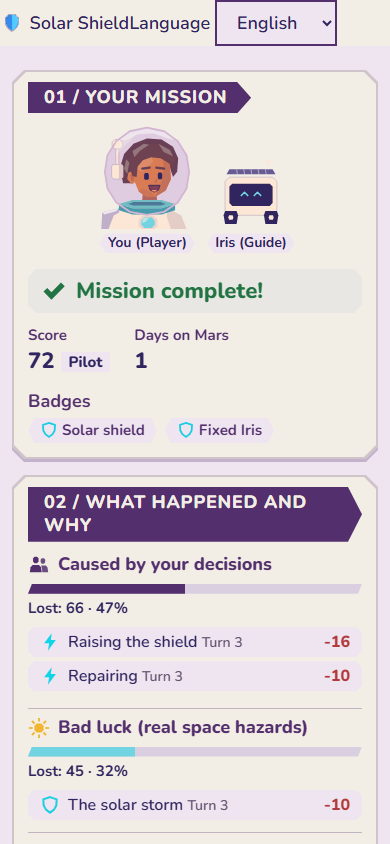 Solar ShieldLanguage English
01 / YOUR MISSION
You (Player) Iris (Guide)
Mission complete!
Score Days on Mars
72 Pilot 1
Badges
Solar shield Fixed Iris
02 / WHAT HAPPENED AND
WHY
Caused by your decisions
Lost: 66 · 47%
Raising the shield Turn 3 -16
Repairing Turn 3 -10
Bad luck (real space hazards)
Lost: 45 · 32%
The solar storm Turn 3 -10